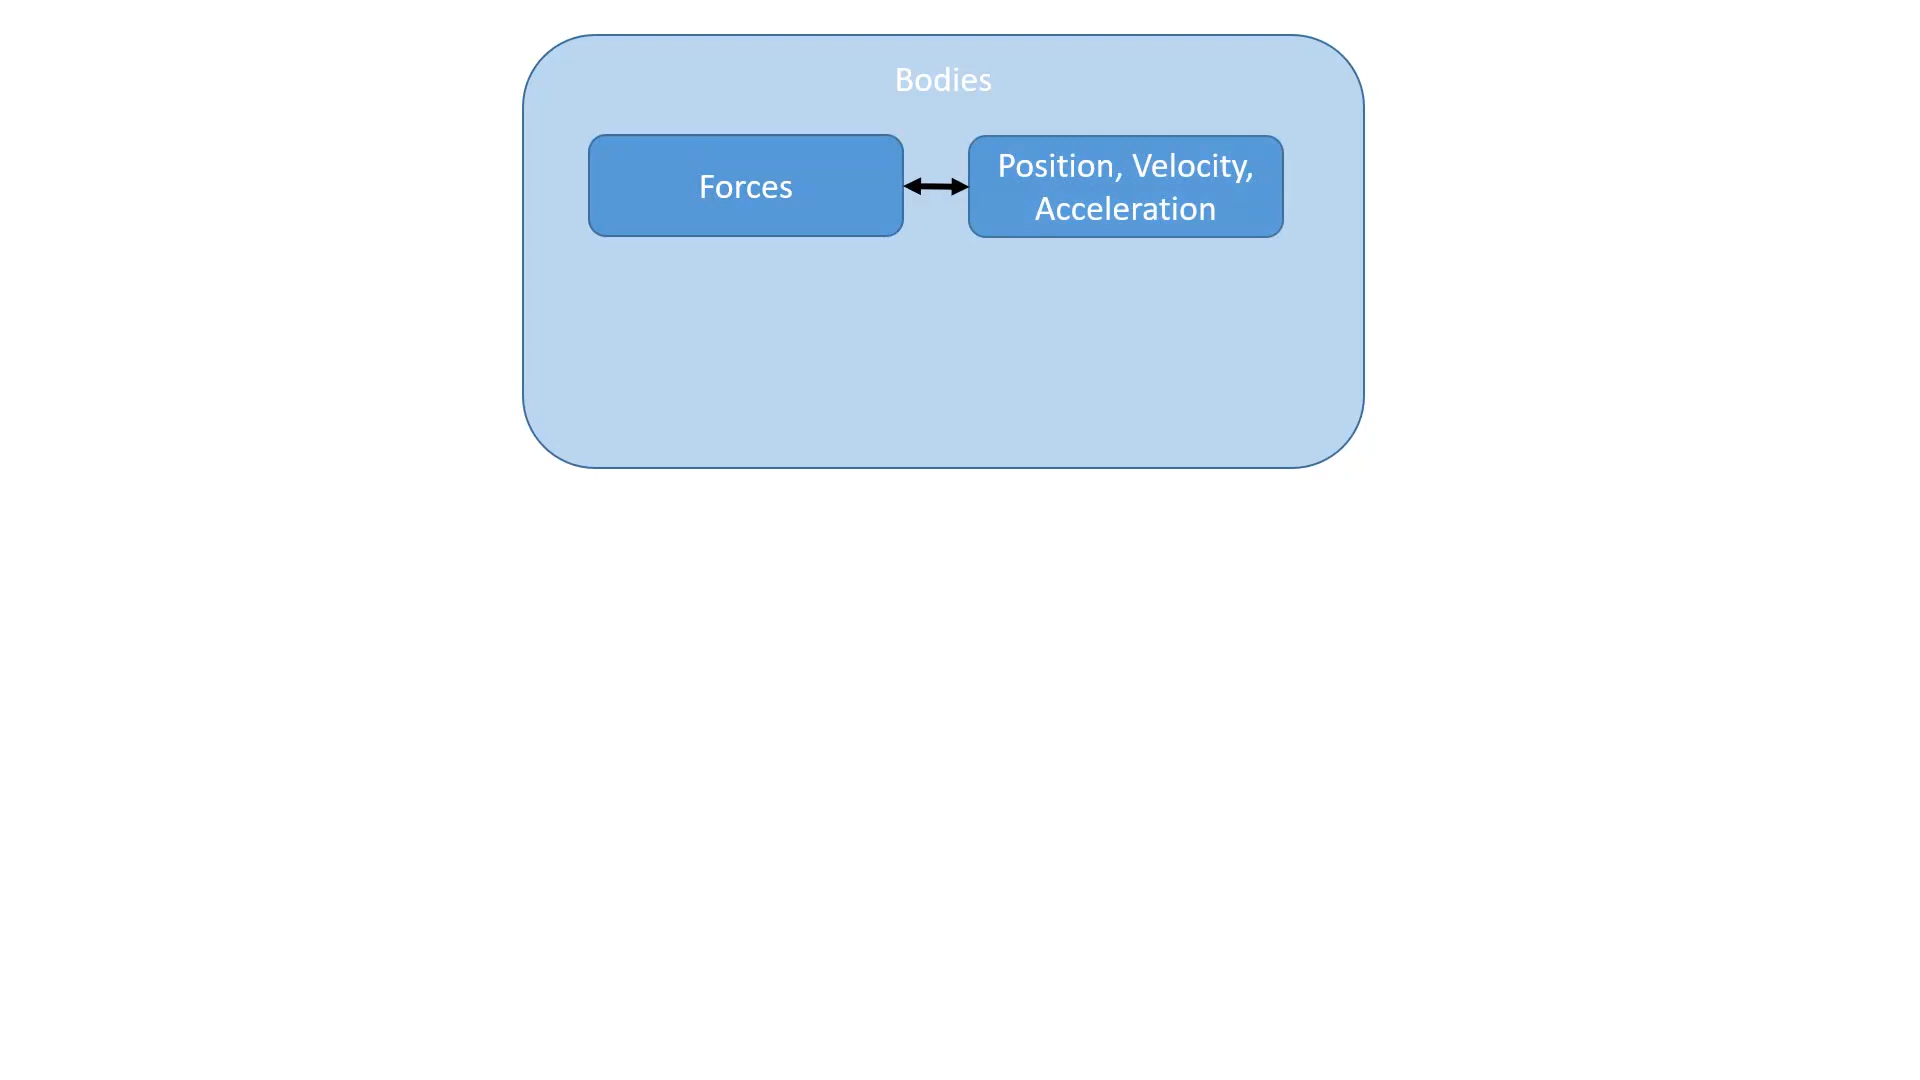 Bodies
Forces
Position, Velocity,
Acceleration